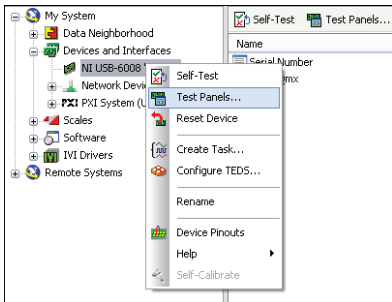 My System
Data Neighborhood
Devices and Interfaces
NI USB-6008 "
Network Devi
PXI PXI System (U
Scales
Software
IVI Drivers
Remote Systems
Self-Test
Test Panels...
Reset Device
Create Task...
Configure TEDS...
Rename
Device Pinouts
Help
Self-Calibrate
Self-Test Test Panels...
Name
Serial Number
mx